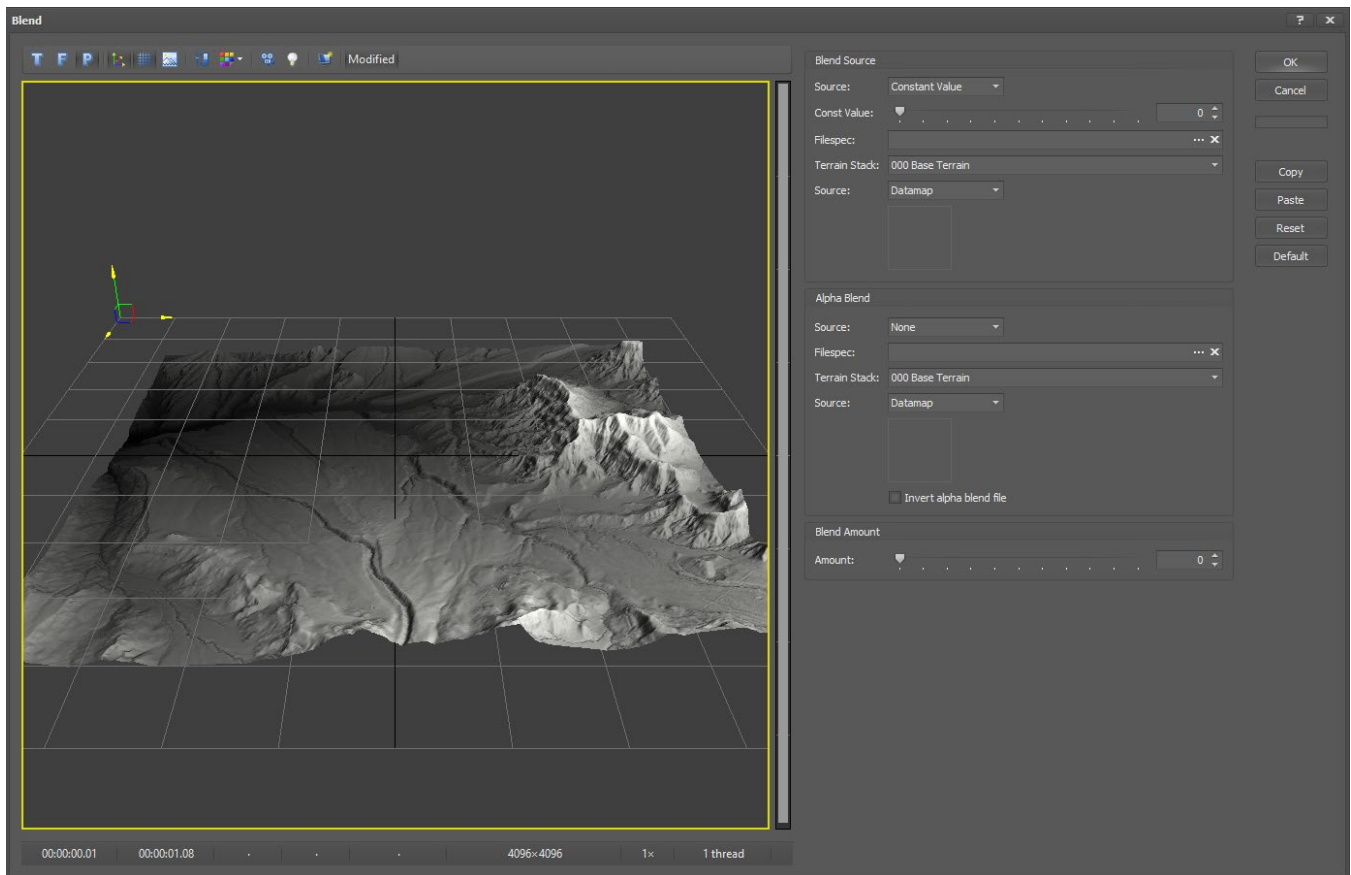 Blend
T F P Modified
Blend Source
Source: Constant Value
Const Value: 0
Filespec:
Terrain Stack: 000 Base Terrain
Source: Datamap
Alpha Blend
Source: None
Filespec:
Terrain Stack: 000 Base Terrain
Source: Datamap
Invert alpha blend file
Blend Amount
Amount: 0
OK
Cancel
Copy
Paste
Reset
Default
00:00:00.01 00:00:01.08 . . . 4096×4096 1× 1 thread